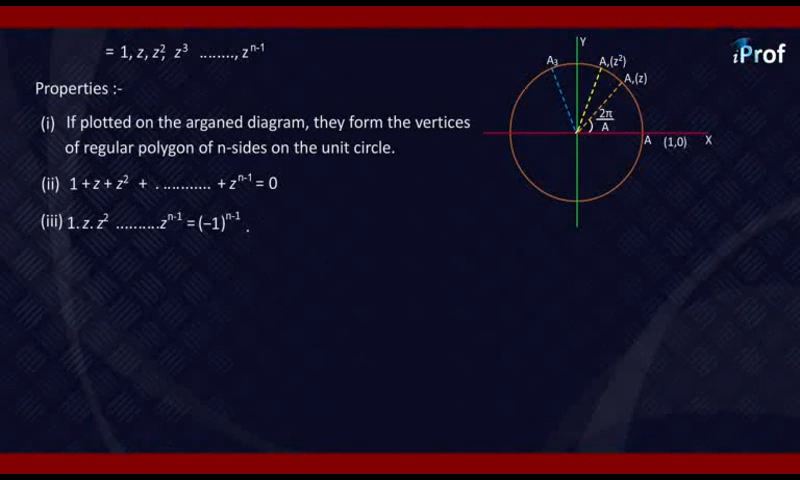 = 1, z, z², z³ ........, zⁿ⁻¹
Properties :-
(i) If plotted on the arganed diagram, they form the vertices
of regular polygon of n-sides on the unit circle.
(ii) 1 + z + z² + . ........... + zⁿ⁻¹ = 0
(iii) 1. z. z² ..........zⁿ⁻¹ = (–1)ⁿ⁻¹ .
Y
A₃
A,(z²)
A,(z)
2π
A
A (1,0) X
iProf